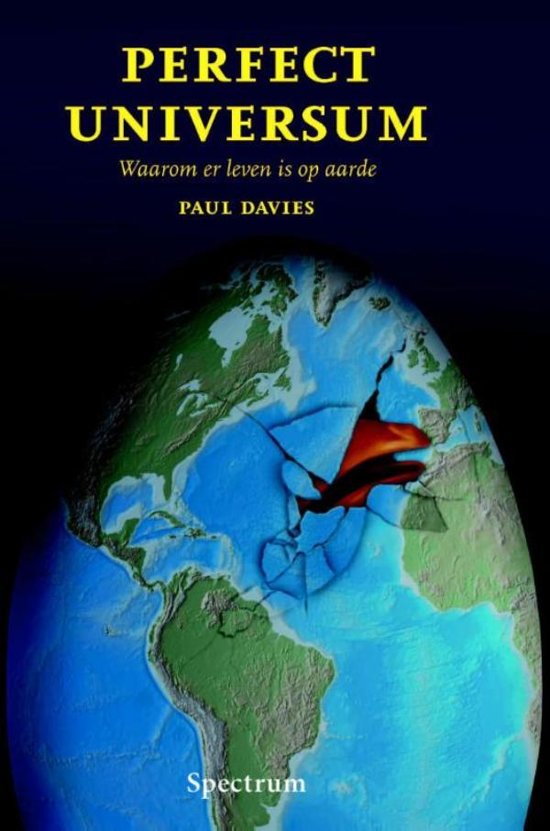 PERFECT
UNIVERSUM
Waarom er leven is op aarde
PAUL DAVIES
Spectrum